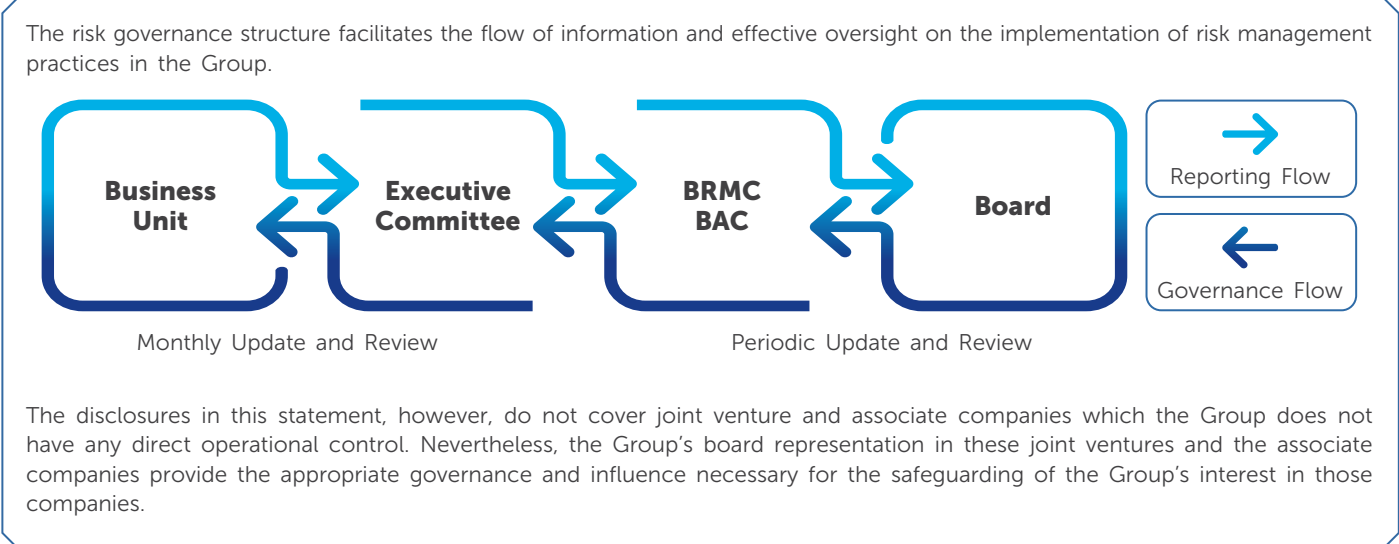 The risk governance structure facilitates the flow of information and effective oversight on the implementation of risk management
practices in the Group.
Business
Unit
Executive
Committee
BRMC
BAC
Board
Reporting Flow
Governance Flow
Monthly Update and Review
Periodic Update and Review
The disclosures in this statement, however, do not cover joint venture and associate companies which the Group does not
have any direct operational control. Nevertheless, the Group's board representation in these joint ventures and the associate
companies provide the appropriate governance and influence necessary for the safeguarding of the Group's interest in those
companies.